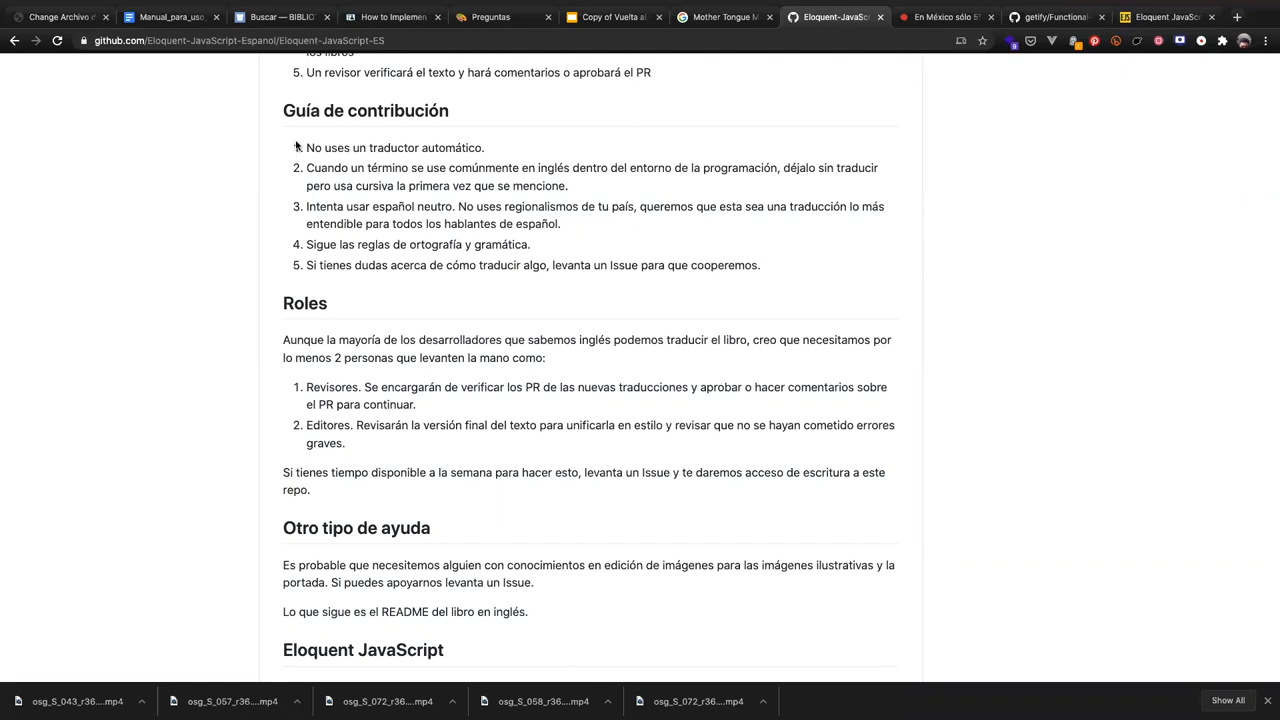 Change Archivo d
Manual_para_uso_
Buscar — BIBLIC
How to Implemen
Preguntas
Copy of Vuelta al
Mother Tongue M
Eloquent-JavaScr
En México sólo 5°
getify/Functional-
Eloquent JavaScr
github.com/Eloquent-JavaScript-Espanol/Eloquent-JavaScript-ES
9
los libros
5. Un revisor verificará el texto y hará comentarios o aprobará el PR
Guía de contribución
1. No uses un traductor automático.
2. Cuando un término se use comúnmente en inglés dentro del entorno de la programación, déjalo sin traducir
pero usa cursiva la primera vez que se mencione.
3. Intenta usar español neutro. No uses regionalismos de tu país, queremos que esta sea una traducción lo más
entendible para todos los hablantes de español.
4. Sigue las reglas de ortografía y gramática.
5. Si tienes dudas acerca de cómo traducir algo, levanta un Issue para que cooperemos.
Roles
Aunque la mayoría de los desarrolladores que sabemos inglés podemos traducir el libro, creo que necesitamos por
lo menos 2 personas que levanten la mano como:
1. Revisores. Se encargarán de verificar los PR de las nuevas traducciones y aprobar o hacer comentarios sobre
el PR para continuar.
2. Editores. Revisarán la versión final del texto para unificarla en estilo y revisar que no se hayan cometido errores
graves.
Si tienes tiempo disponible a la semana para hacer esto, levanta un Issue y te daremos acceso de escritura a este
repo.
Otro tipo de ayuda
Es probable que necesitemos alguien con conocimientos en edición de imágenes para las imágenes ilustrativas y la
portada. Si puedes apoyarnos levanta un Issue.
Lo que sigue es el README del libro en inglés.
Eloquent JavaScript
osg_S_043_r36....mp4
osg_S_057_r36....mp4
osg_S_072_r36....mp4
osg_S_058_r36....mp4
osg_S_072_r36....mp4
Show All